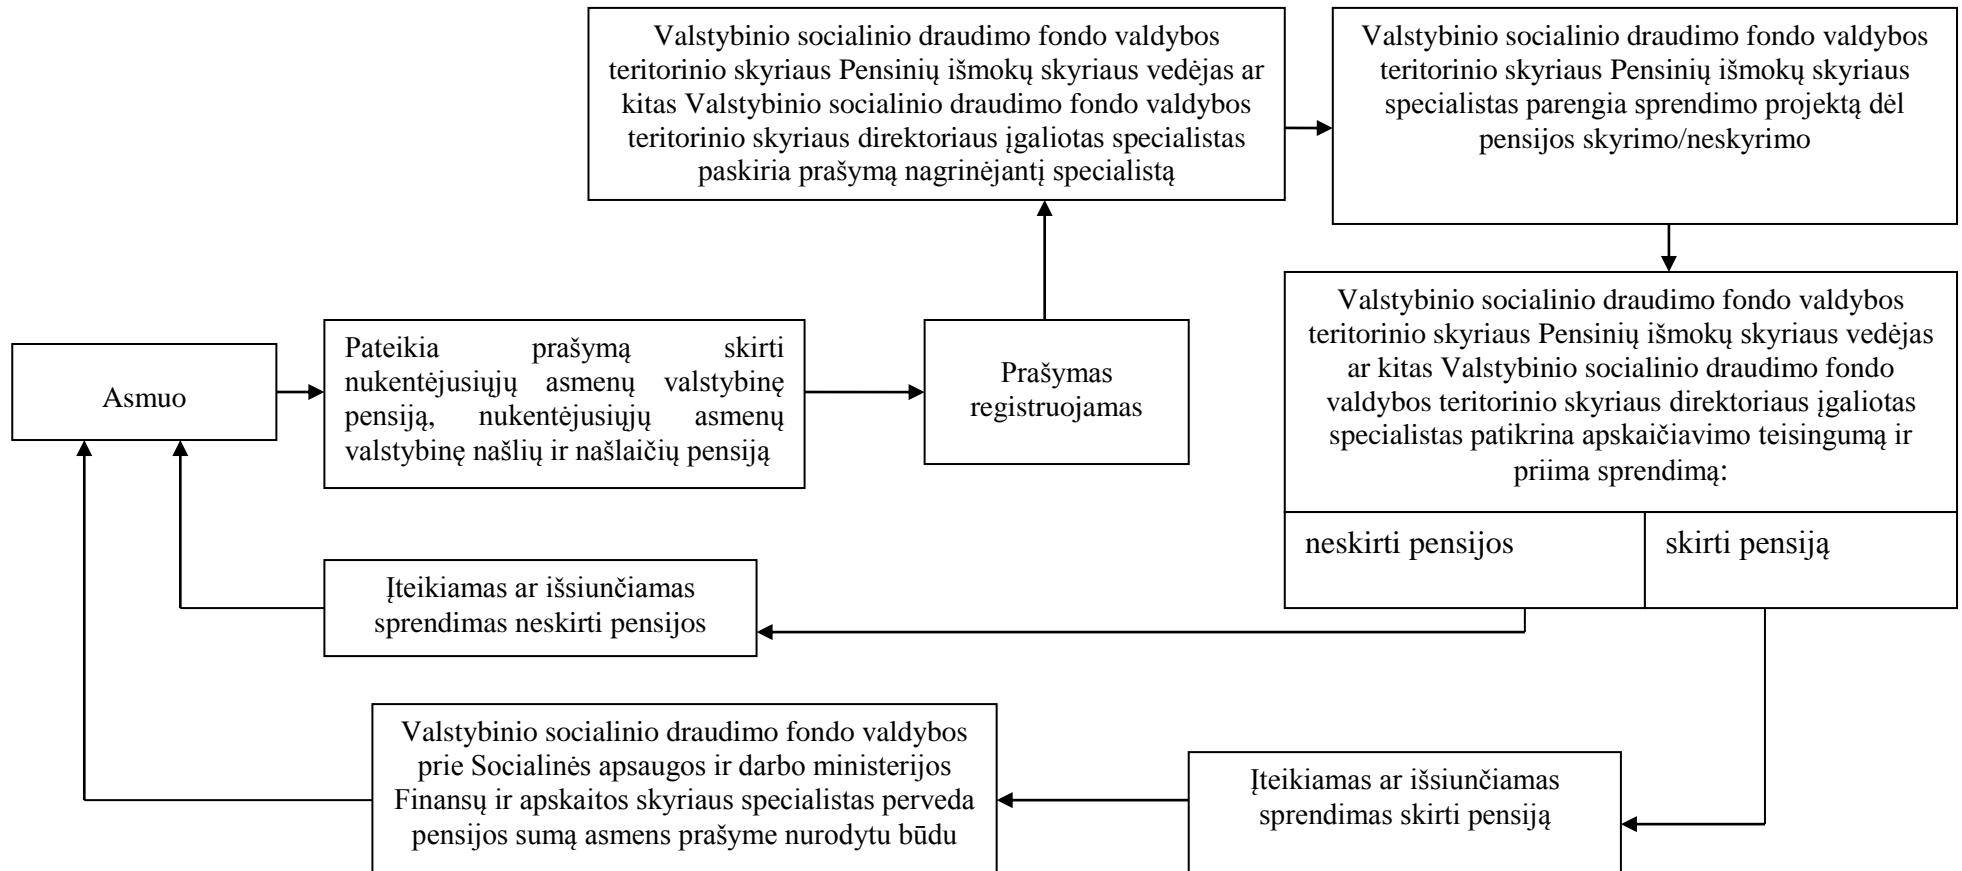 Valstybinio socialinio draudimo fondo valdybos
teritorinio skyriaus Pensinių išmokų skyriaus vedėjas ar
kitas Valstybinio socialinio draudimo fondo valdybos
teritorinio skyriaus direktoriaus įgaliotas specialistas
paskiria prašymą nagrinėjantį specialistą
Valstybinio socialinio draudimo fondo valdybos
teritorinio skyriaus Pensinių išmokų skyriaus
specialistas parengia sprendimo projektą dėl
pensijos skyrimo/neskyrimo
Asmuo
Pateikia prašymą skirti
nukentėjusiųjų asmenų valstybinę
pensiją, nukentėjusiųjų asmenų
valstybinę našlių ir našlaičių pensiją
Prašymas
registruojamas
Valstybinio socialinio draudimo fondo valdybos
teritorinio skyriaus Pensinių išmokų skyriaus vedėjas
ar kitas Valstybinio socialinio draudimo fondo
valdybos teritorinio skyriaus direktoriaus įgaliotas
specialistas patikrina apskaičiavimo teisingumą ir
priima sprendimą:
neskirti pensijos
skirti pensiją
Įteikiamas ar išsiunčiamas
sprendimas neskirti pensijos
Valstybinio socialinio draudimo fondo valdybos
prie Socialinės apsaugos ir darbo ministerijos
Finansų ir apskaitos skyriaus specialistas perveda
pensijos sumą asmens prašyme nurodytu būdu
Įteikiamas ar išsiunčiamas
sprendimas skirti pensiją